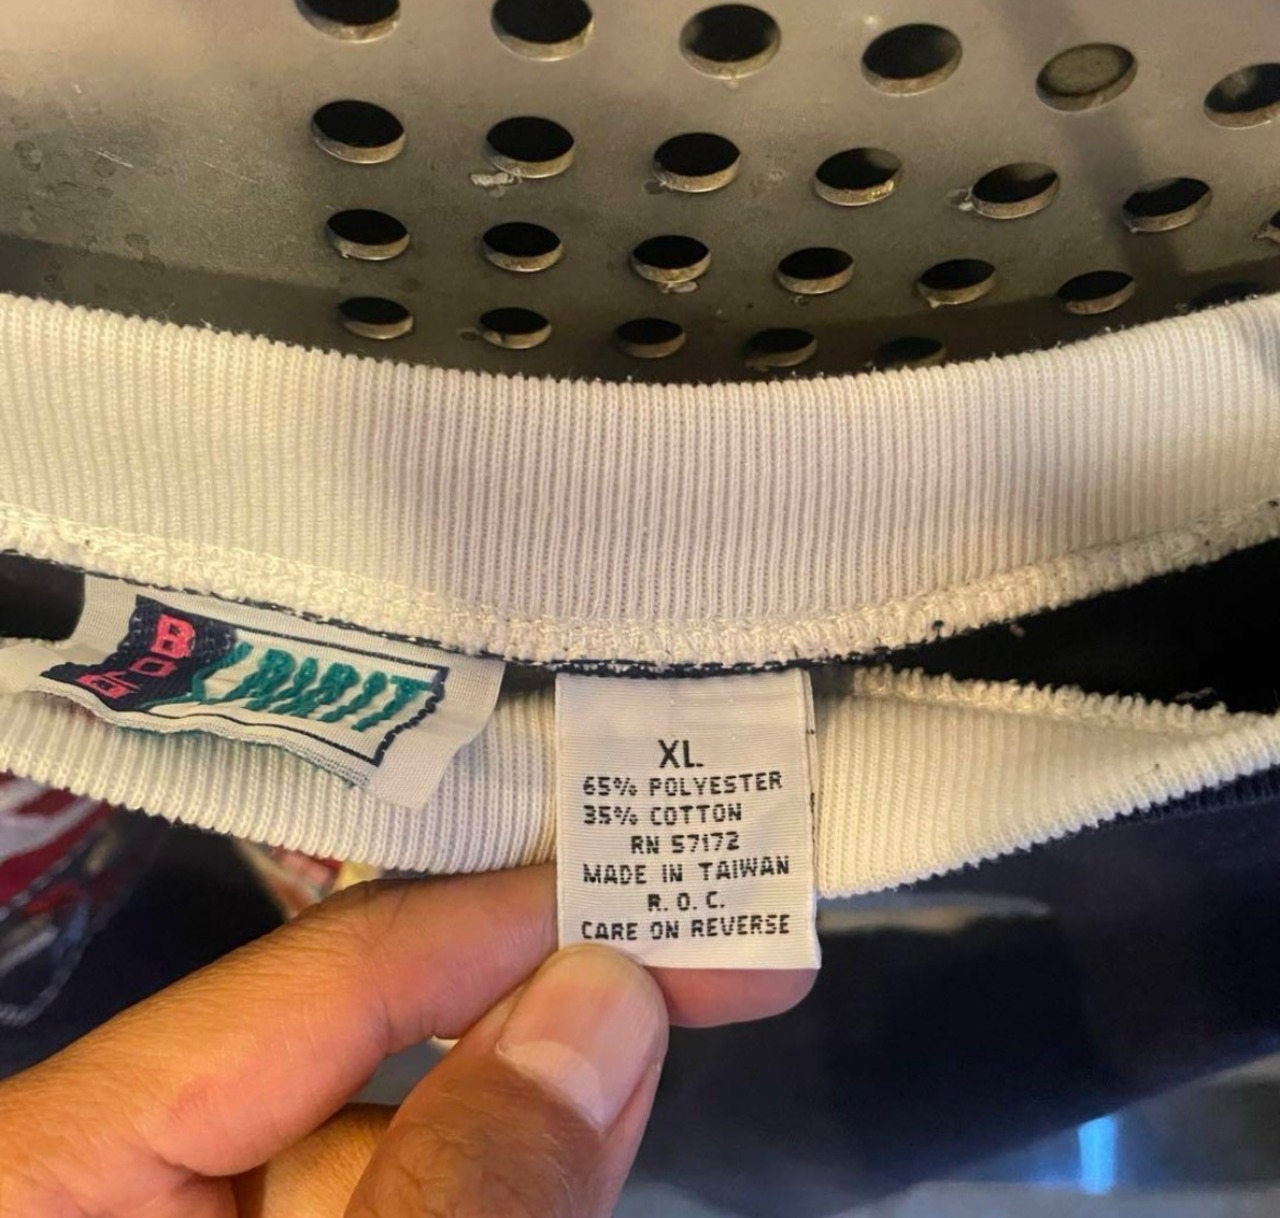 XL
65% POLYESTER
35% COTTON
RN 57172
MADE IN TAIWAN
R. O. C.
CARE ON REVERSE